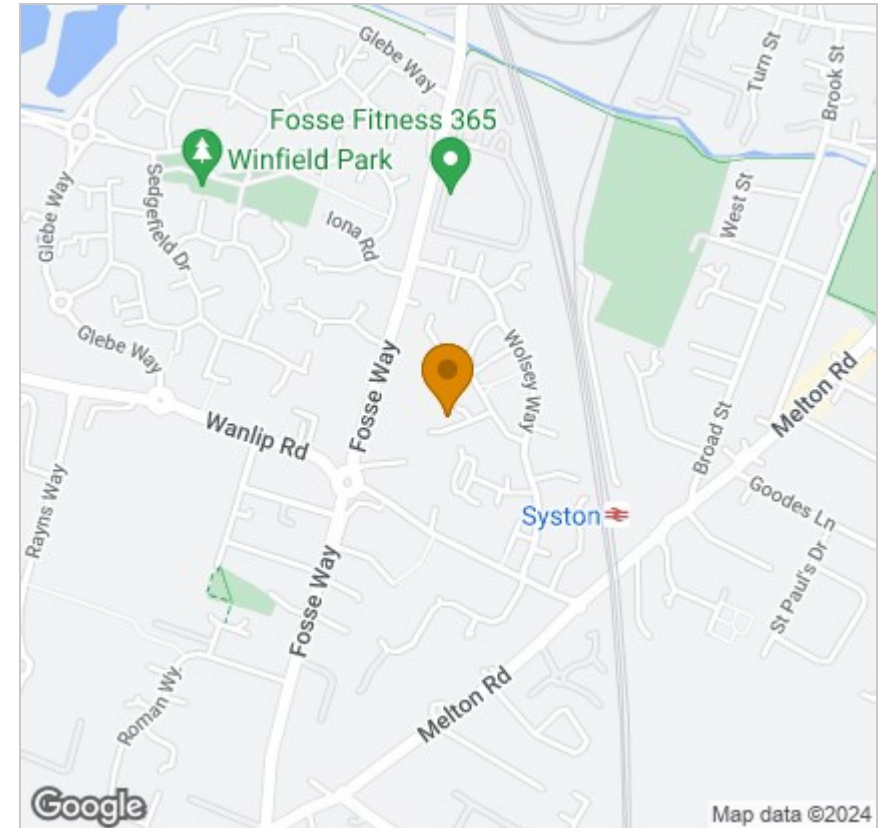 Glebe Way
Turn St
Brook St
Fosse Fitness 365
Winfield Park
Glebe Way
Sedgefield Dr
Iona Rd
West St
Glebe Way
Fosse Way
Wolsey Way
Melton Rd
Wanlip Rd
Broad St
Rayns Way
Goodes Ln
Syston
St Paul's Dr
Fosse Way
Roman Wy.
Melton Rd
Google
Map data ©2024